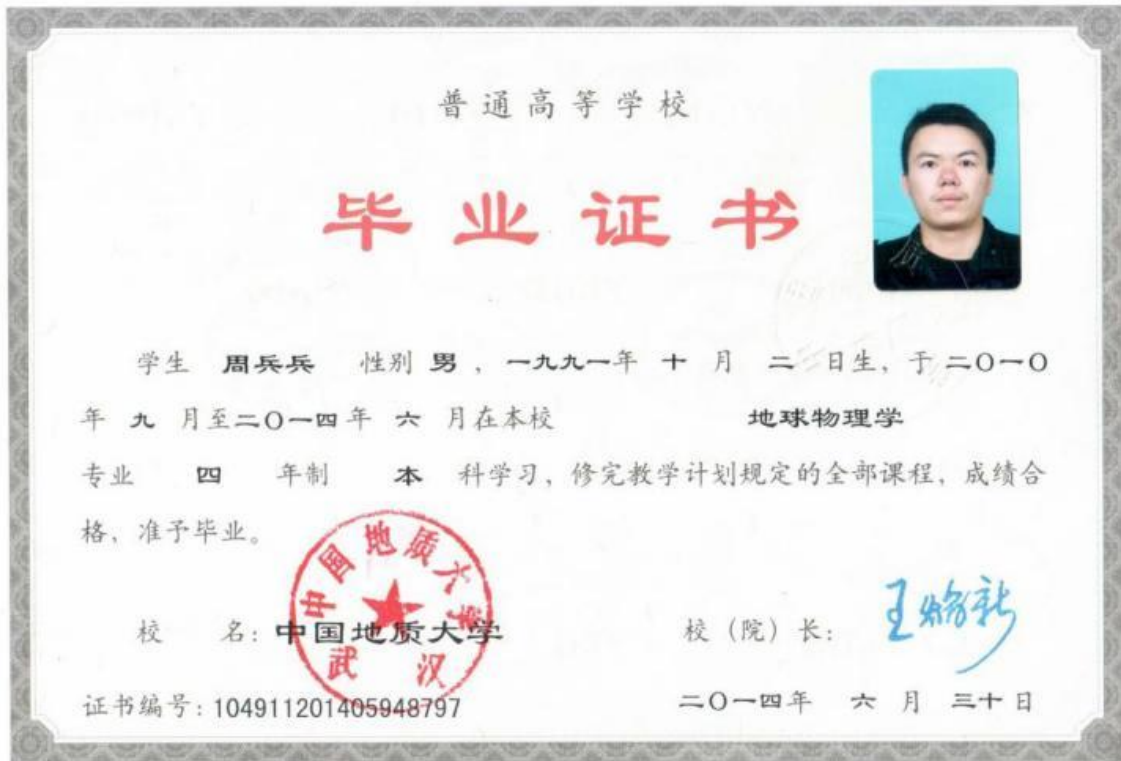 普通高等学校
毕业证书
学生 周兵兵 性别 男 ，一九九一年 十 月 二 日生，于 二〇一〇
年 九 月至二〇一四年 六 月在本校 地球物理学
专业 四 年制 本 科学习，修完教学计划规定的全部课程，成绩合
格，准予毕业。
中国地质大学
武汉
校 名：中国地质大学 校（院）长：王焰新
证书编号：104911201405948797 二〇一四年 六 月 三十日